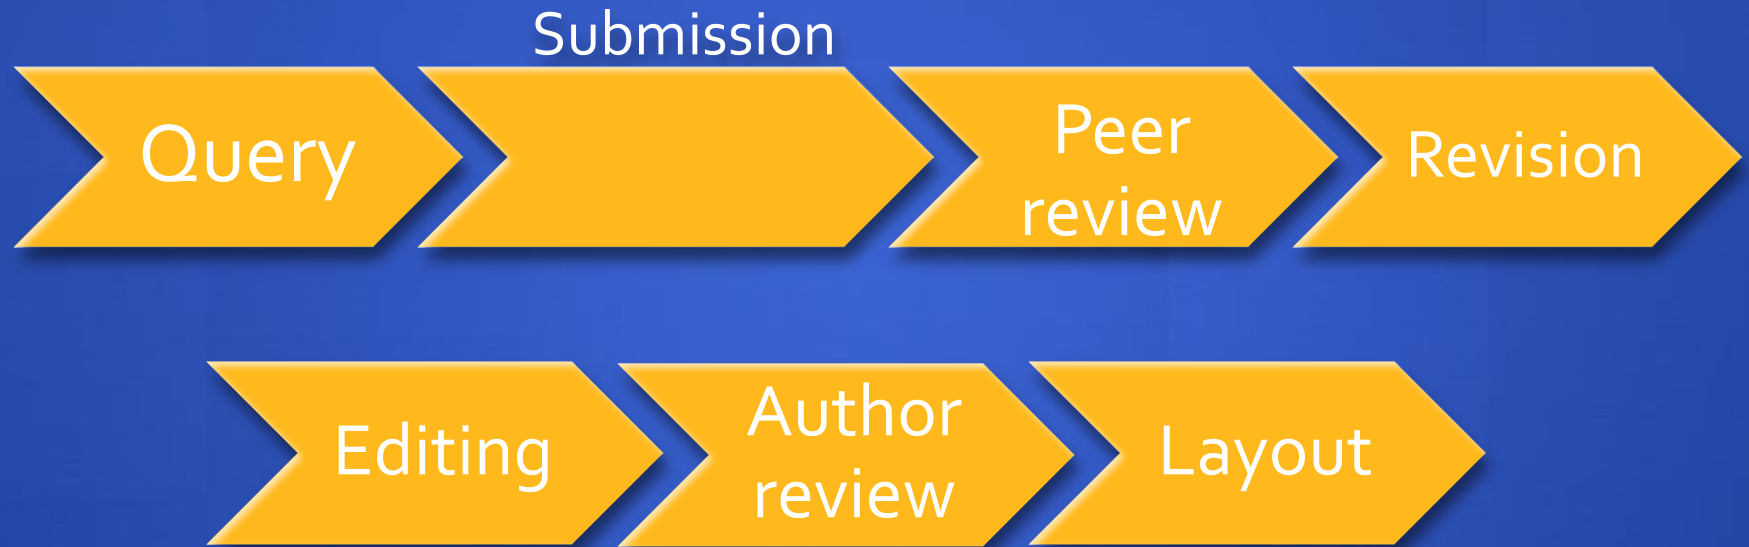 Submission
Query
Peer
review
Revision
Editing
Author
review
Layout